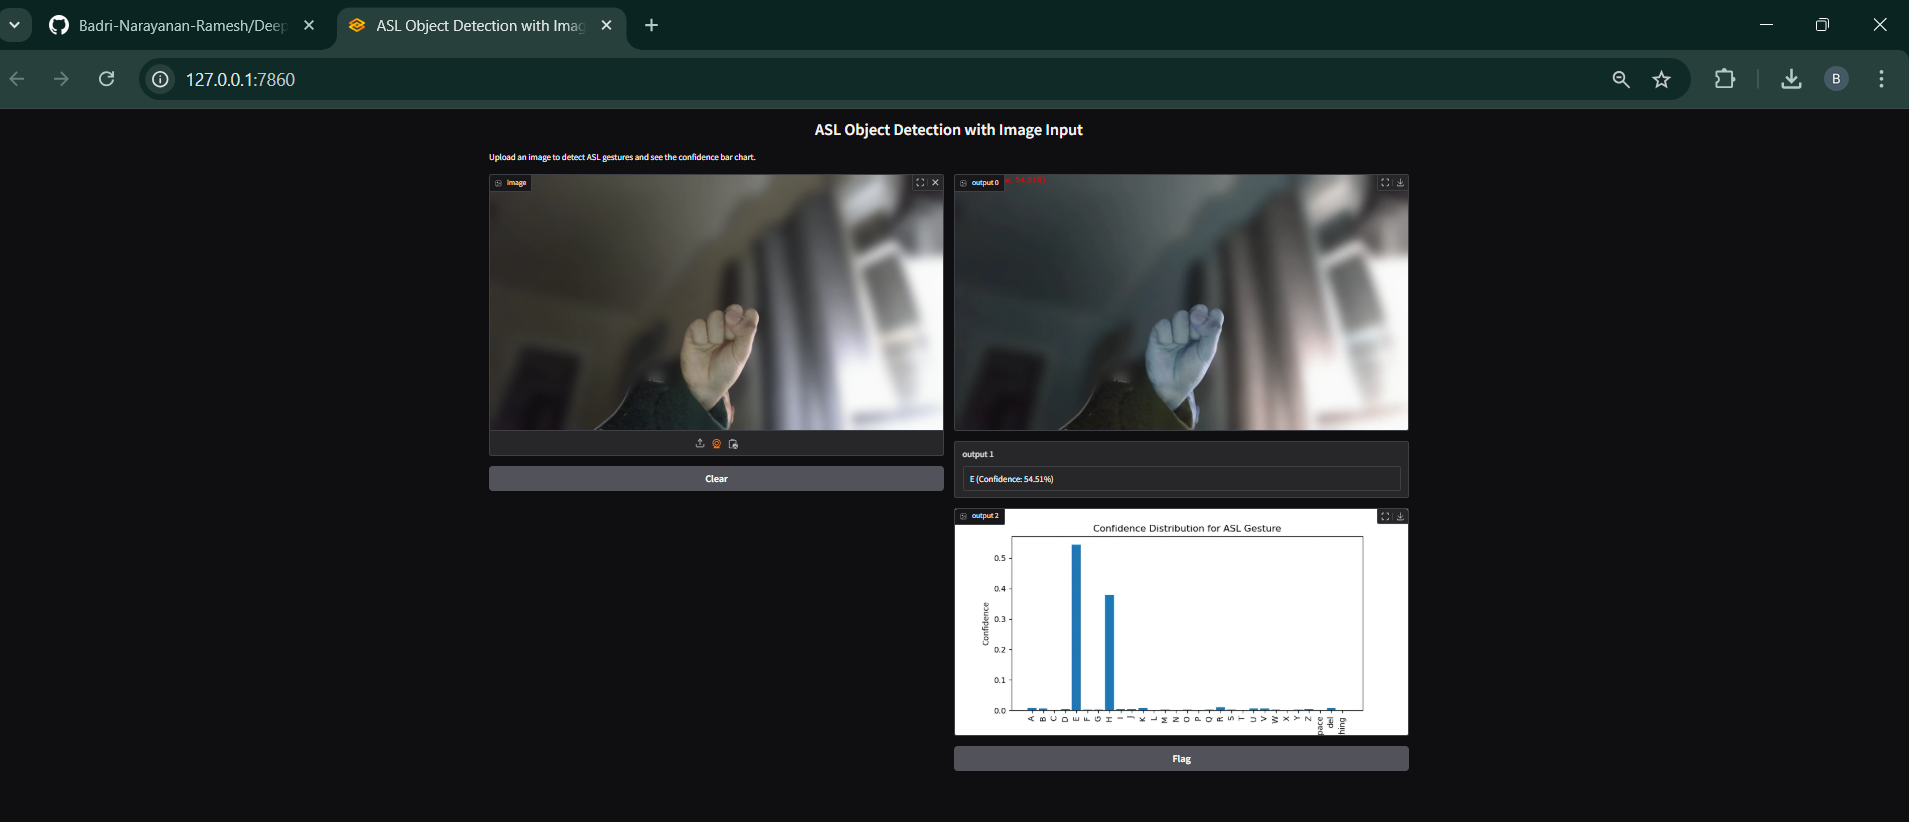 Badri-Narayanan-Ramesh/Deep
ASL Object Detection with Imag
127.0.0.1:7860
B
ASL Object Detection with Image Input
Upload an image to detect ASL gestures and see the confidence bar chart.
Image
output 0
54.51%)
Clear
output 1
E (Confidence: 54.51%)
output 2
Confidence Distribution for ASL Gesture
Confidence
0.5
0.4
0.3
0.2
0.1
0.0
A B C D E F G H I J K L M N O P Q R S T U V W X Y Z pace del hing
Flag